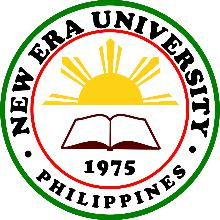 NEW ERA UNIVERSITY
1975
• PHILIPPINES •